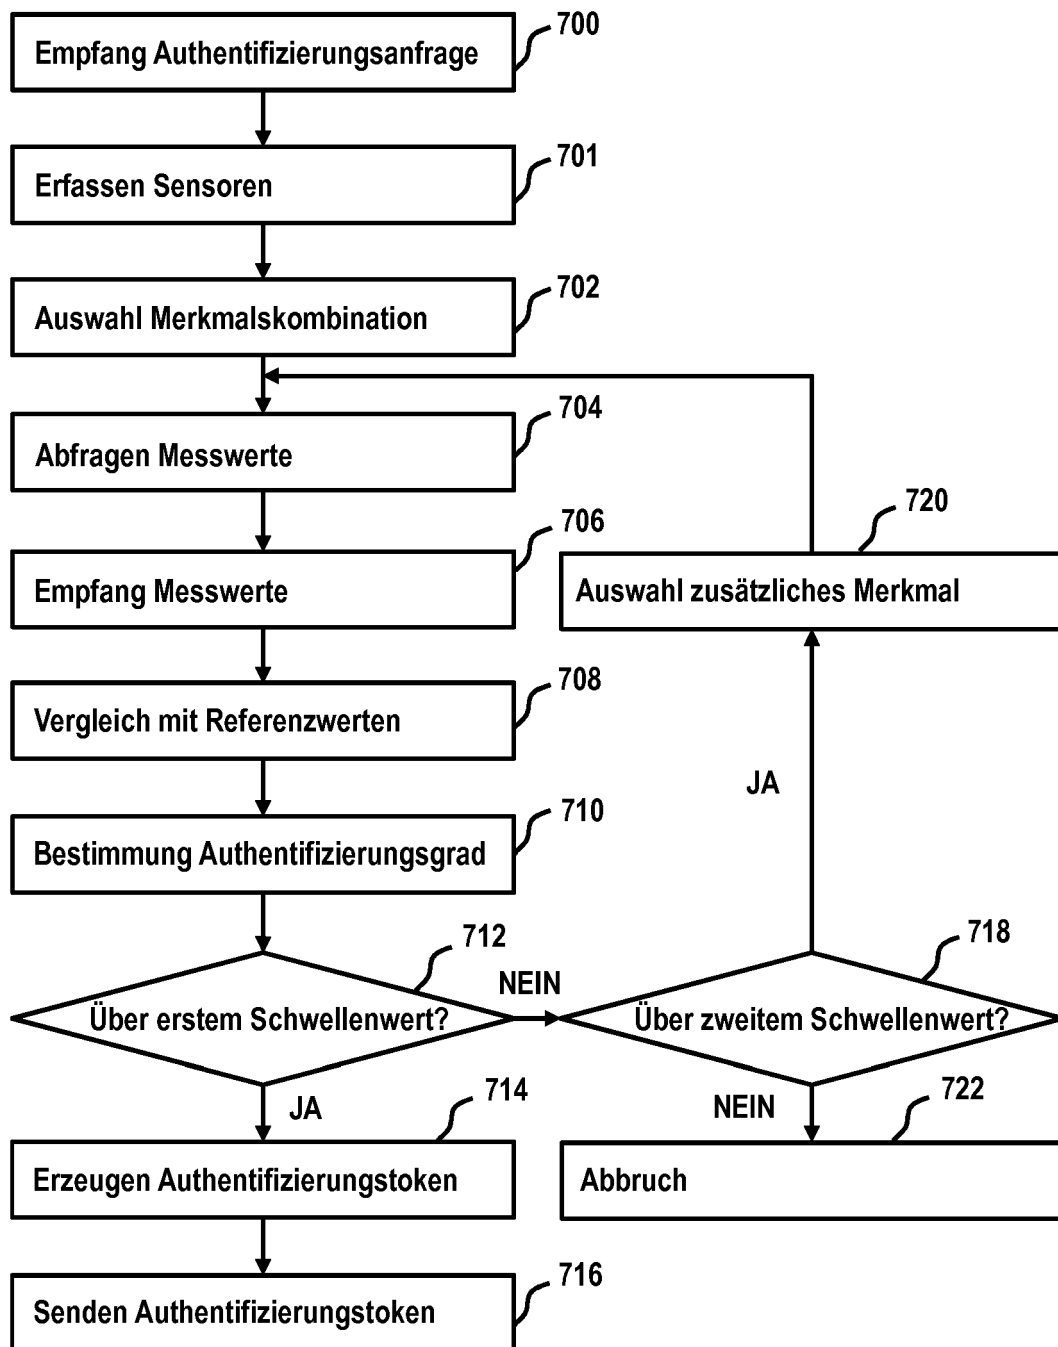 700
Empfang Authentifizierungsanfrage
701
Erfassen Sensoren
702
Auswahl Merkmalskombination
704
Abfragen Messwerte
706
Empfang Messwerte
720
Auswahl zusätzliches Merkmal
708
Vergleich mit Referenzwerten
JA
710
Bestimmung Authentifizierungsgrad
712
NEIN
718
Über erstem Schwellenwert?
Über zweitem Schwellenwert?
JA
714
NEIN
722
Erzeugen Authentifizierungstoken
Abbruch
716
Senden Authentifizierungstoken